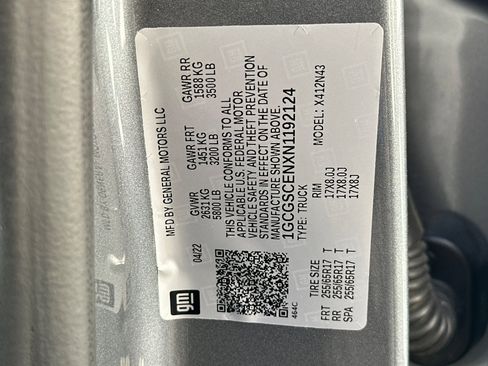 gm
MFD BY GENERAL MOTORS LLC
04/22
GVWR
2631 KG
5800 LB
GAWR FRT
1451 KG
3200 LB
GAWR RR
1588 KG
3500 LB
THIS VEHICLE CONFORMS TO ALL
APPLICABLE U.S. FEDERAL MOTOR
VEHICLE SAFETY AND THEFT PREVENTION
STANDARDS IN EFFECT ON THE DATE OF
MANUFACTURE SHOWN ABOVE.
1GCGSCENXN1192124
TYPE: TRUCK
MODEL: X412N43
464C
TIRE SIZE RIM
FRT 255/65R17 T 17X8.0J
RR 255/65R17 T 17X8.0J
SPA 255/65R17 T 17X8J